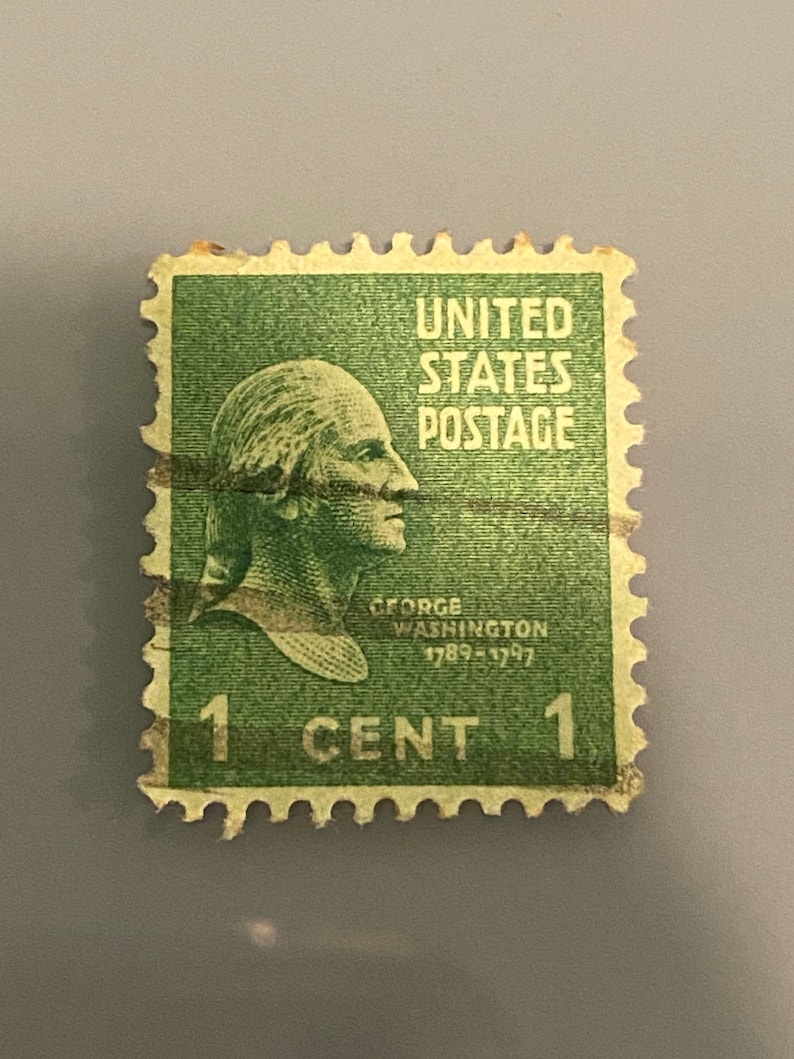 UNITED
STATES
POSTAGE
GEORGE
WASHINGTON
1789-1797
1 CENT 1